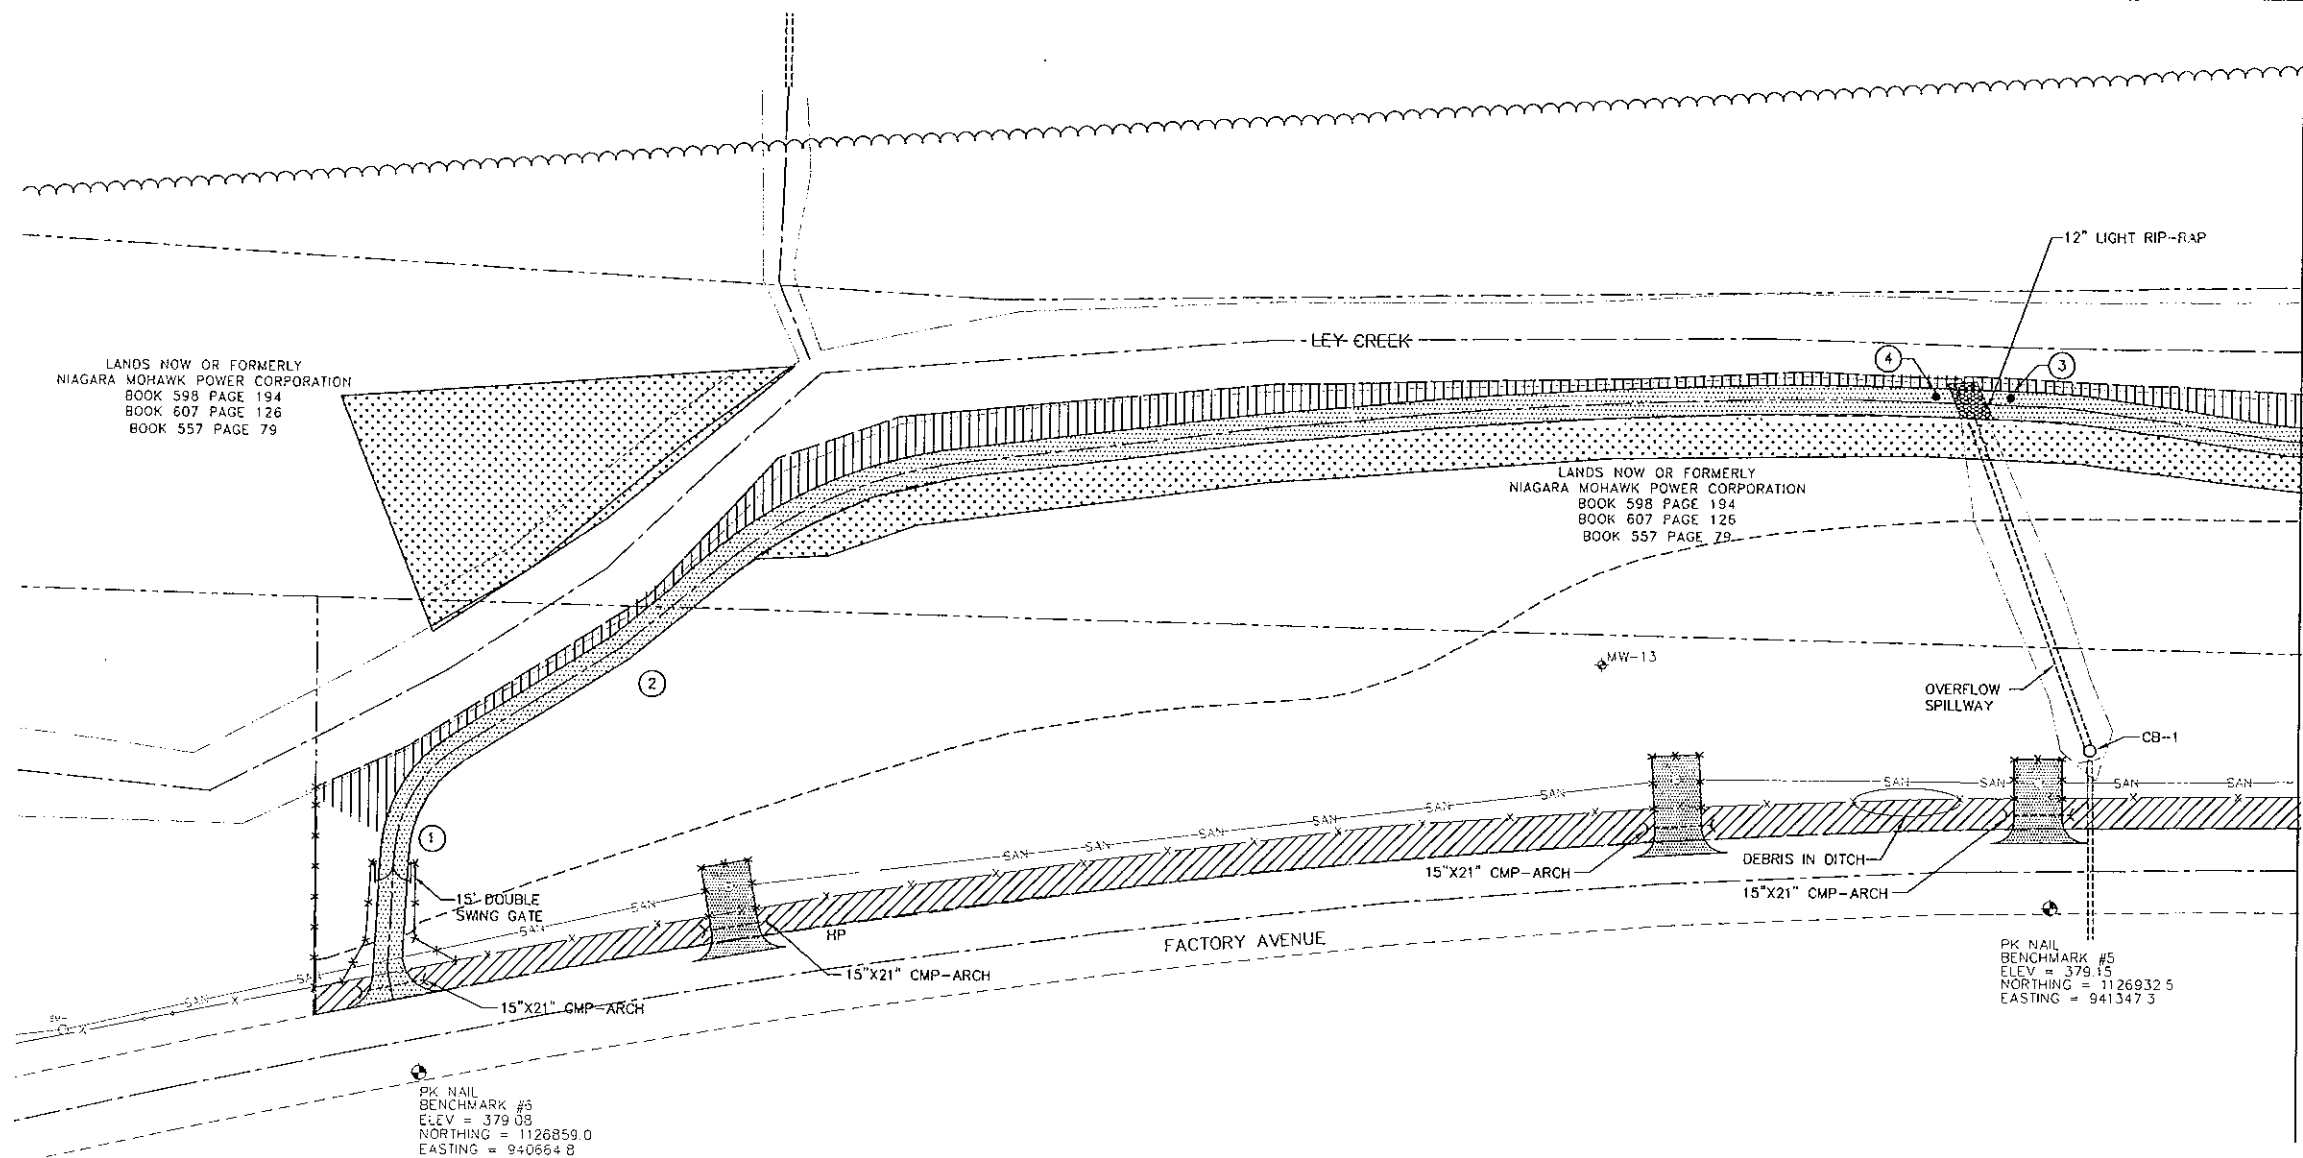 12" LIGHT RIP-RAP
LEY CREEK
4
3
LANDS NOW OR FORMERLY
NIAGARA MOHAWK POWER CORPORATION
BOOK 598 PAGE 194
BOOK 607 PAGE 126
BOOK 557 PAGE 79
LANDS NOW OR FORMERLY
NIAGARA MOHAWK POWER CORPORATION
BOOK 598 PAGE 194
BOOK 607 PAGE 126
BOOK 557 PAGE 79
MW-13
2
OVERFLOW
SPILLWAY
CB-1
SAN
SAN
SAN
SAN
SAN
SAN
SAN
SAN
SAN
SAN
SAN
1
DEBRIS IN DITCH
15"X21" CMP-ARCH
15"X21" CMP-ARCH
15' DOUBLE
SWING GATE
SAN
SAN
HP
FACTORY AVENUE
15"X21" CMP-ARCH
SAN
SAN
15"X21" CMP-ARCH
PK NAIL
BENCHMARK #5
ELEV = 379.15
NORTHING = 1126932.5
EASTING = 941347.3
PK NAIL
BENCHMARK #6
ELEV = 379.08
NORTHING = 1126859.0
EASTING = 940664.8